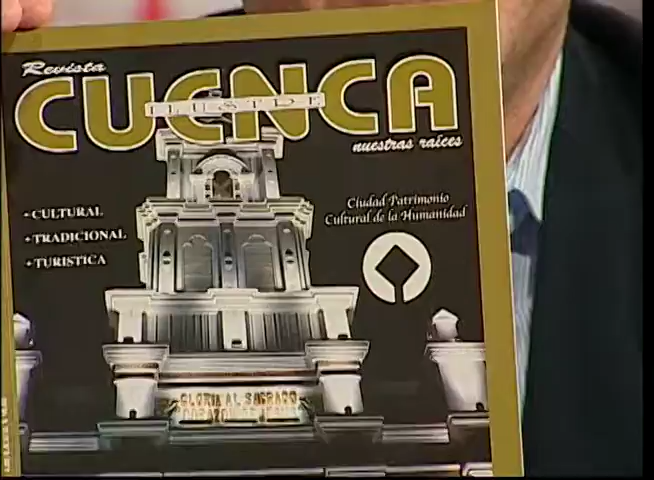 Revista
CUENCA
ILUSTRE
nuestras raíces
Ciudad Patrimonio
Cultural de la Humanidad
• CULTURAL
• TRADICIONAL
• TURISTICA
GLORIA AL SAGRADO
CORAZON DE JESUS